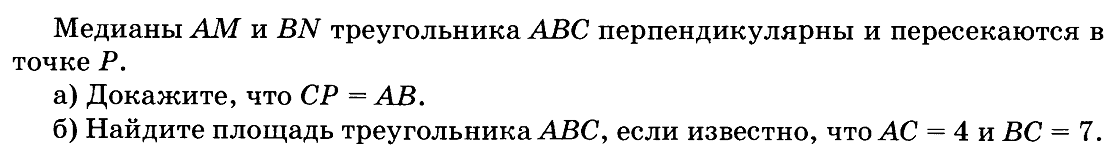 Медианы AM и BN треугольника ABC перпендикулярны и пересекаются в
точке P.
а) Докажите, что CP = AB.
б) Найдите площадь треугольника ABC, если известно, что AC = 4 и BC = 7.